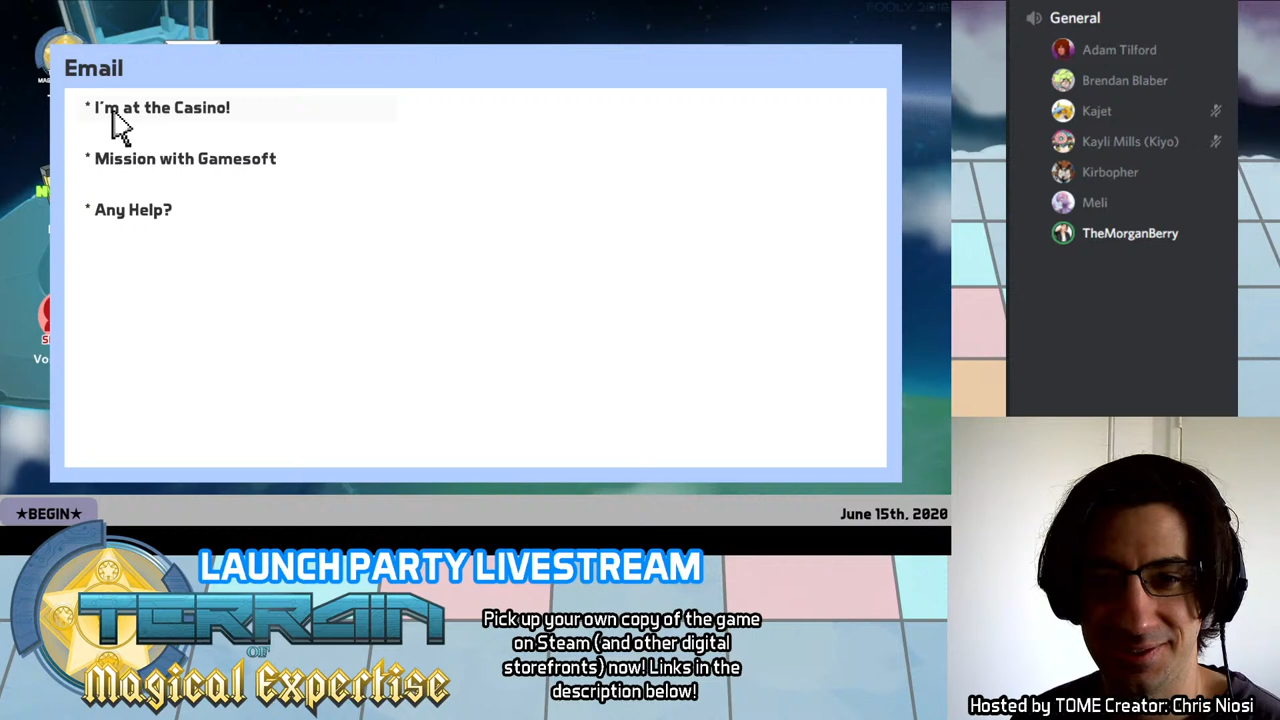 FOOLY 2016
Email
* I'm at the Casino!
* Mission with Gamesoft
* Any Help?
★BEGIN★
June 15th, 2020
General
Adam Tilford
Brendan Blaber
Kajet
Kayli Mills (Kiyo)
Kirbopher
Meli
TheMorganBerry
LAUNCH PARTY LIVESTREAM
TERRAIN
OF
Magical Expertise
Pick up your own copy of the game
on Steam (and other digital
storefronts) now! Links in the
description below!
Hosted by TOME Creator: Chris Niosi